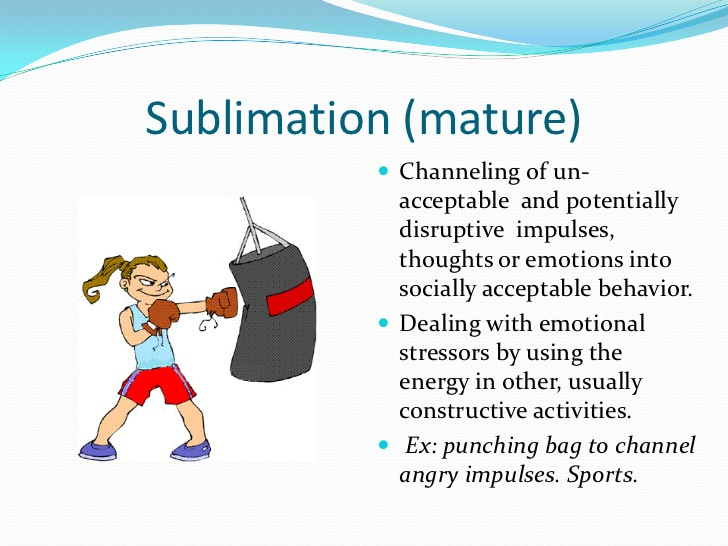 Sublimation (mature)
Channeling of un-
acceptable and potentially
disruptive impulses,
thoughts or emotions into
socially acceptable behavior.
Dealing with emotional
stressors by using the
energy in other, usually
constructive activities.
Ex: punching bag to channel
angry impulses. Sports.